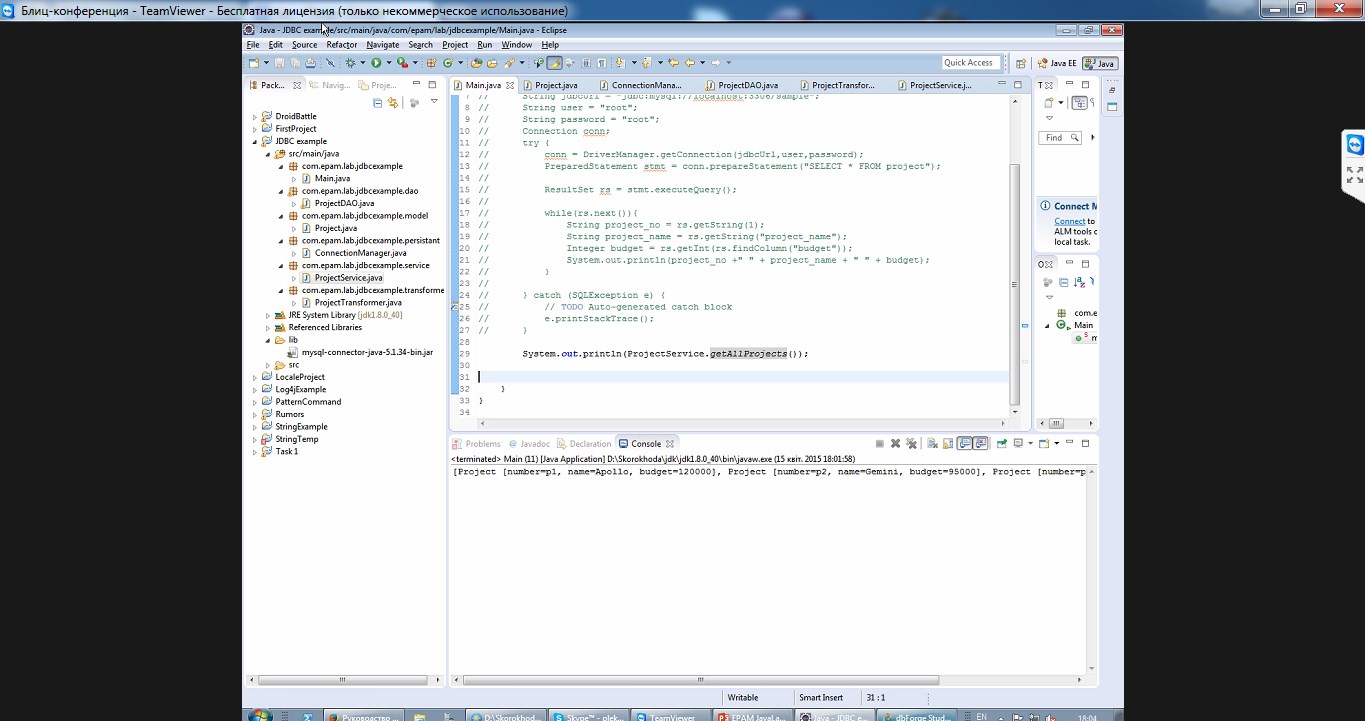 Блиц-конференция - TeamViewer - Бесплатная лицензия (только некоммерческое использование)
Java - JDBC example/src/main/java/com/epam/lab/jdbcexample/Main.java - Eclipse
File Edit Source Refactor Navigate Search Project Run Window Help
Quick Access
Java EE
Java
Pack...
Navig...
Proje...
DroidBattle
FirstProject
JDBC example
src/main/java
com.epam.lab.jdbcexample
Main.java
com.epam.lab.jdbcexample.dao
ProjectDAO.java
com.epam.lab.jdbcexample.model
Project.java
com.epam.lab.jdbcexample.persistant
ConnectionManager.java
com.epam.lab.jdbcexample.service
ProjectService.java
com.epam.lab.jdbcexample.transforme
ProjectTransformer.java
JRE System Library [jdk1.8.0_40]
Referenced Libraries
lib
mysql-connector-java-5.1.34-bin.jar
src
LocaleProject
Log4jExample
PatternCommand
Rumors
StringExample
StringTemp
Task1
Main.java Project.java ConnectionMana... ProjectDAO.java ProjectTransfor... ProjectService.j...
7 // String jdbcUrl = "jdbc:mysql://localhost:3306/sample";
8 // String user = "root";
9 // String password = "root";
10 // Connection conn;
11 // try {
12 // conn = DriverManager.getConnection(jdbcUrl,user,password);
13 // PreparedStatement stmt = conn.prepareStatement("SELECT * FROM project");
14 //
15 // ResultSet rs = stmt.executeQuery();
16 //
17 // while(rs.next()){
18 // String project_no = rs.getString(1);
19 // String project_name = rs.getString("project_name");
20 // Integer budget = rs.getInt(rs.findColumn("budget"));
21 // System.out.println(project_no +" " + project_name + " " + budget);
22 // }
23 //
24 // } catch (SQLException e) {
25 // // TODO Auto-generated catch block
26 // e.printStackTrace();
27 // }
28
29 System.out.println(ProjectService.getAllProjects());
30
31
32 }
33 }
34
T
Find
Connect M
Connect to
ALM tools c
local task.
O
com.e
Main
m
Problems @ Javadoc Declaration Console
<terminated> Main (11) [Java Application] D:\Skorokhoda\jdk\jdk1.8.0_40\bin\javaw.exe (15 квіт. 2015 18:01:58)
[Project [number=p1, name=Apollo, budget=120000], Project [number=p2, name=Gemini, budget=95000], Project [number=p
Writable Smart Insert 31 : 1
Руководство ...
D:\Skorokhod...
Skype™ - olek...
TeamViewer
EPAM JavaLa...
Java - JDBC e...
dbForge Stud...
EN
18:04